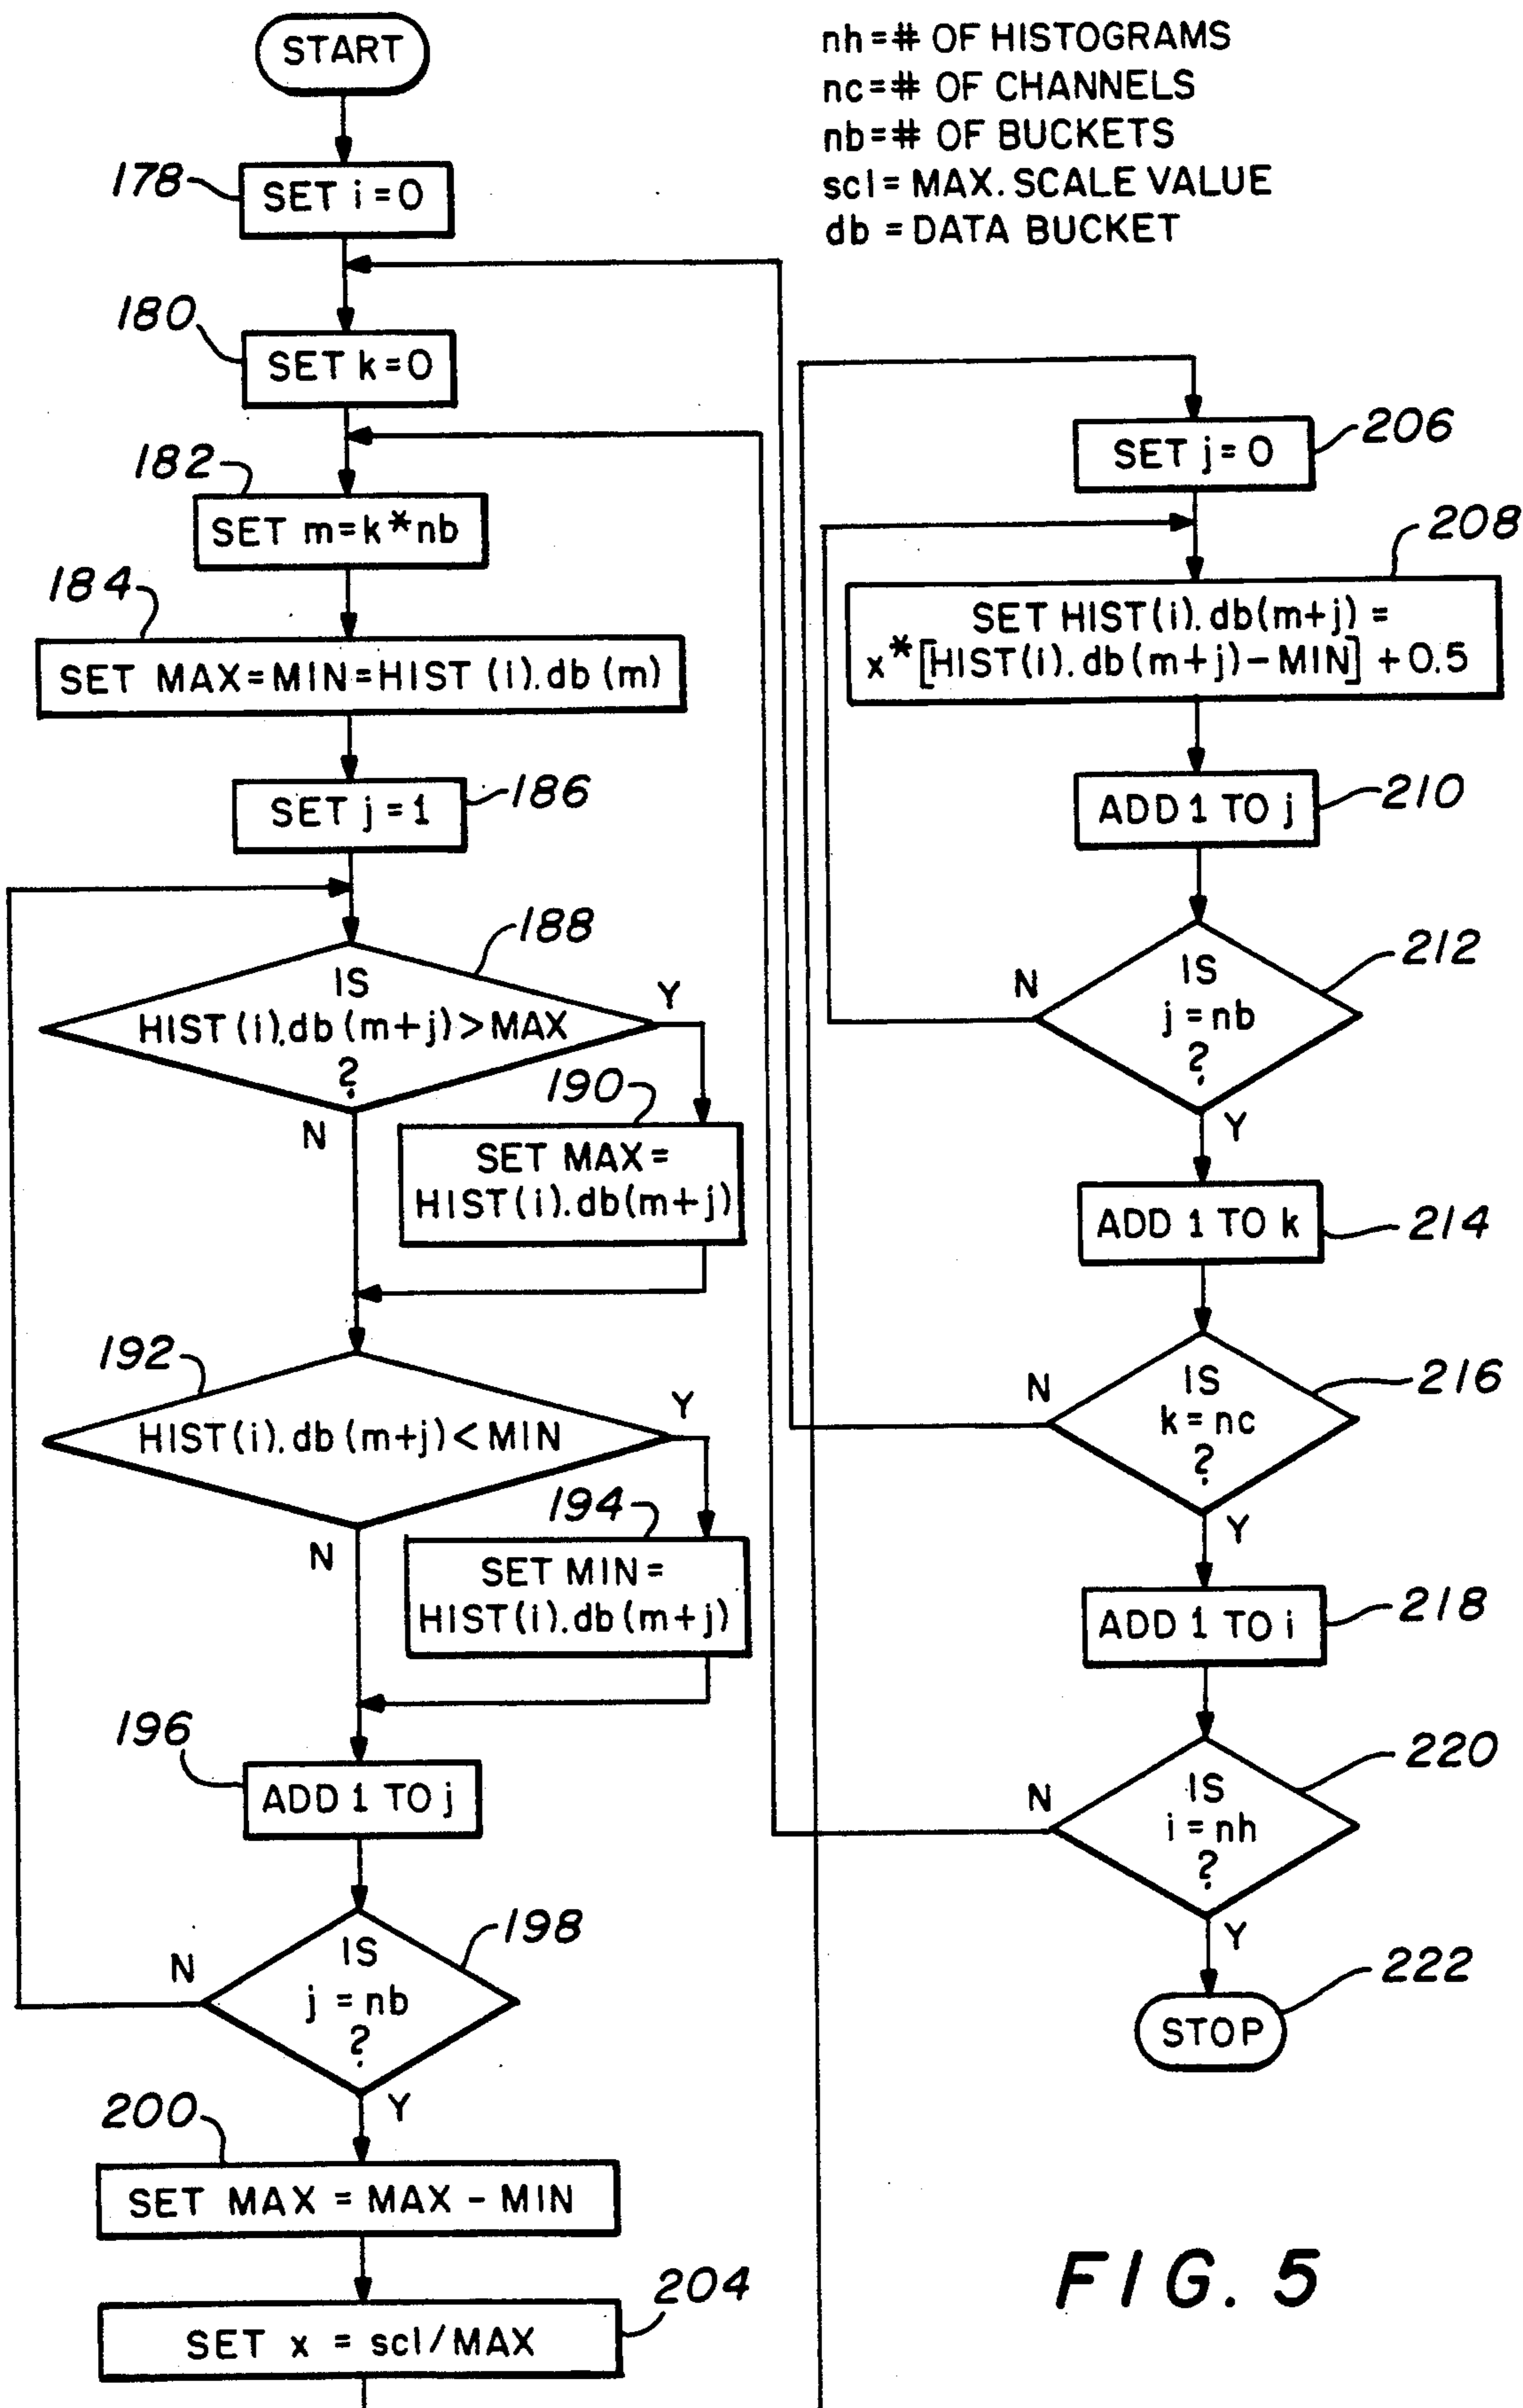 START
nh=# OF HISTOGRAMS
nc=# OF CHANNELS
nb=# OF BUCKETS
scl= MAX. SCALE VALUE
db = DATA BUCKET
178
SET i=0
180
SET k=0
182
SET m=k*nb
184
SET MAX=MIN=HIST (i).db (m)
SET j=1
186
188
IS
HIST (i).db (m+j)>MAX
?
Y
N
190
SET MAX=
HIST(i).db(m+j)
192
HIST(i).db (m+j)<MIN
Y
N
194
SET MIN=
HIST(i).db(m+j)
196
ADD 1 TO j
198
IS
j = nb
?
N
Y
200
SET MAX = MAX - MIN
204
SET x = scl/MAX
SET j=0
206
208
SET HIST(i).db(m+j) =
x*[HIST(i).db(m+j)-MIN] +0.5
ADD 1 TO j
210
212
IS
j = nb
?
N
Y
ADD 1 TO k
214
216
IS
k = nc
?
N
Y
ADD 1 TO i
218
220
IS
i = nh
?
N
Y
222
STOP
FIG. 5